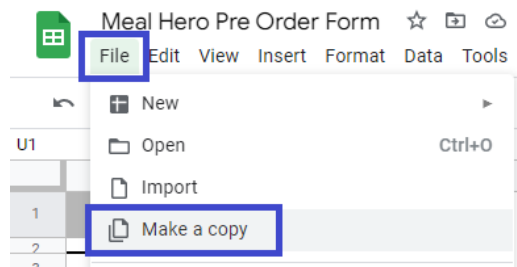 Meal Hero Pre Order Form
File Edit View Insert Format Data Tools
New
U1 Open Ctrl+O
Import
1
Make a copy
2